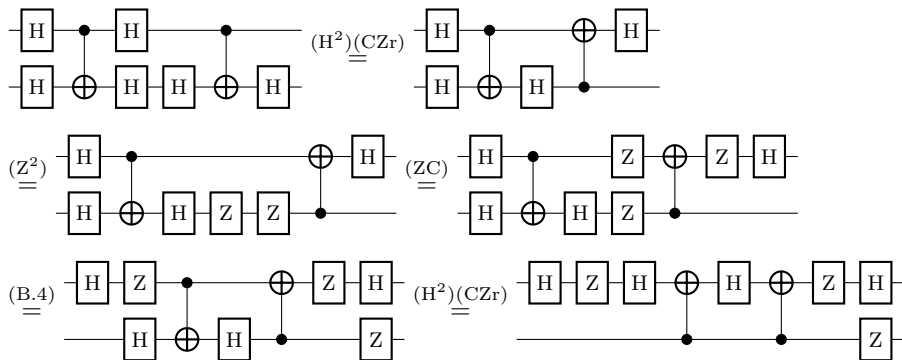 H H (H²)(CZr) H
H H H H = H H
(Z²) H H (ZC) H Z Z H
= H H Z Z = H H Z
(B.4) H Z Z H (H²)(CZr) H Z H H Z H
= H H Z = Z